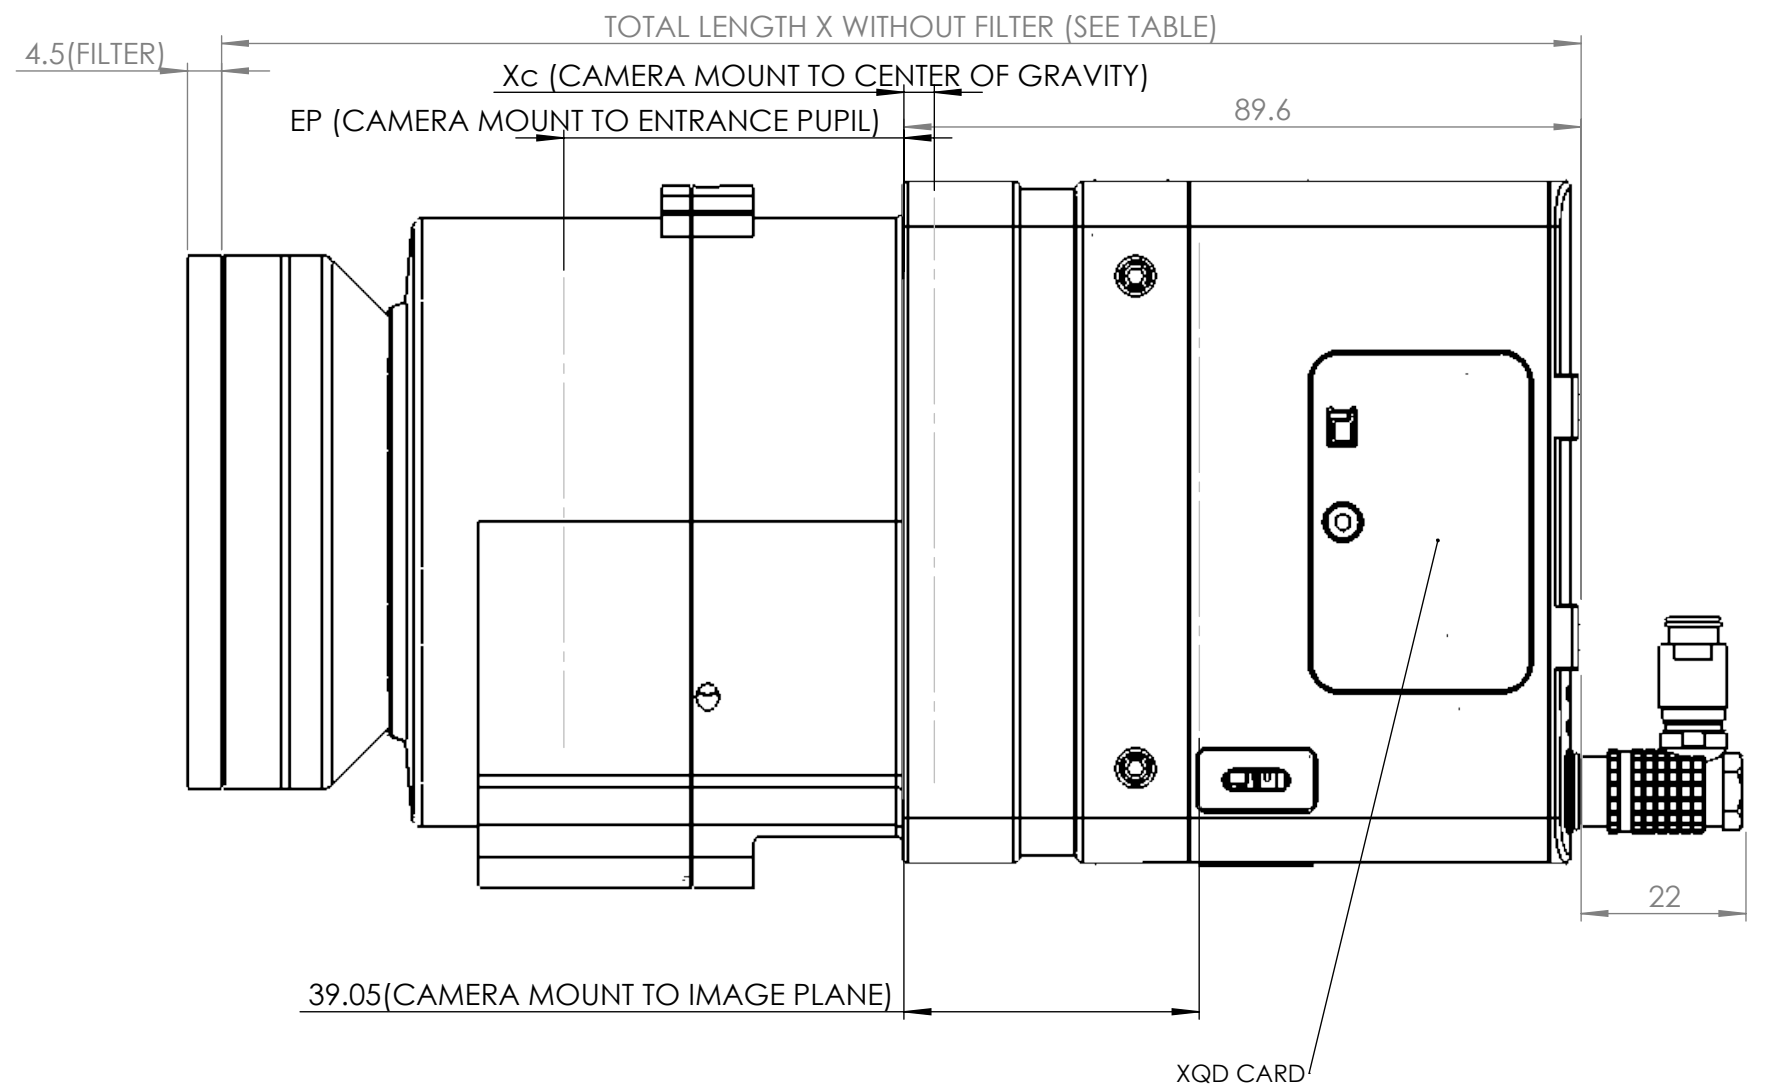 TOTAL LENGTH X WITHOUT FILTER (SEE TABLE)
4.5(FILTER)
Xc (CAMERA MOUNT TO CENTER OF GRAVITY)
89.6
EP (CAMERA MOUNT TO ENTRANCE PUPIL)
22
39.05(CAMERA MOUNT TO IMAGE PLANE)
XQD CARD